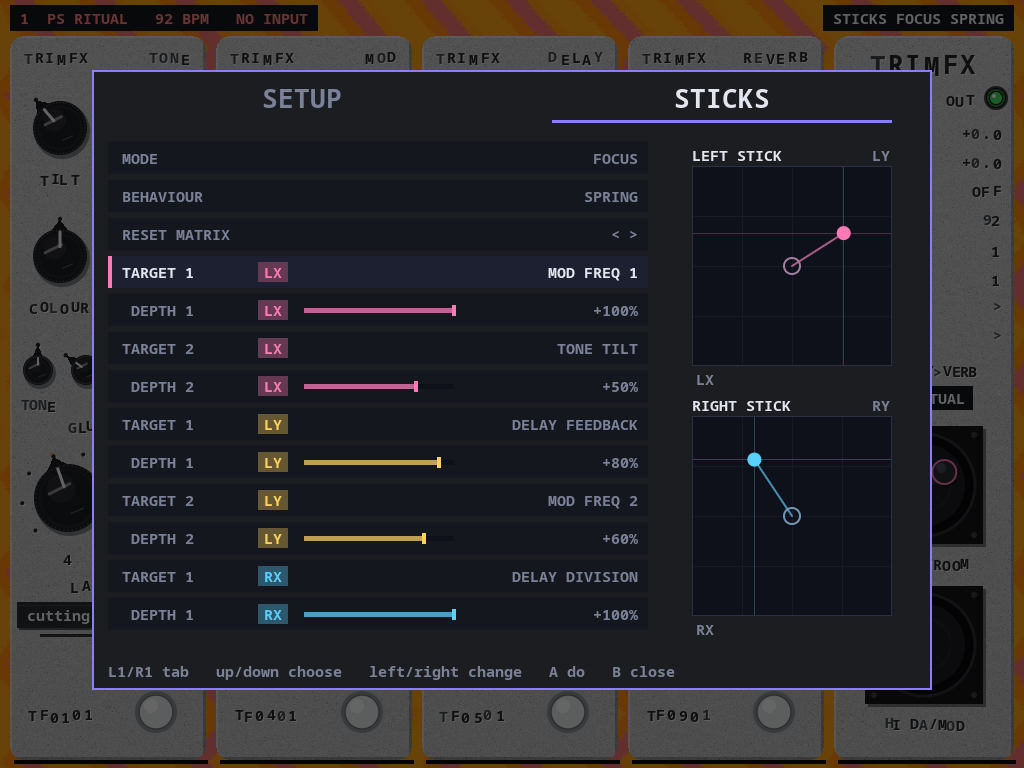 1 PS RITUAL 92 BPM NO INPUT
STICKS FOCUS SPRING
TRIMFX TONE
TRIMFX MOD
TRIMFX DELAY
TRIMFX REVERB
TRIMFX
SETUP
STICKS
OUT
+0.0
+0.0
OFF
92
1
1
>
>
TILT
COLOUR
TONE
4
cutting
MODE FOCUS
BEHAVIOUR SPRING
RESET MATRIX < >
TARGET 1 LX MOD FREQ 1
DEPTH 1 LX +100%
TARGET 2 LX TONE TILT
DEPTH 2 LX +50%
TARGET 1 LY DELAY FEEDBACK
DEPTH 1 LY +80%
TARGET 2 LY MOD FREQ 2
DEPTH 2 LY +60%
TARGET 1 RX DELAY DIVISION
DEPTH 1 RX +100%
LEFT STICK LY
LX
RIGHT STICK RY
RX
>VERB
L1/R1 tab up/down choose left/right change A do B close
TF0101
TF0401
TF0501
TF0901
HI DA/MOD